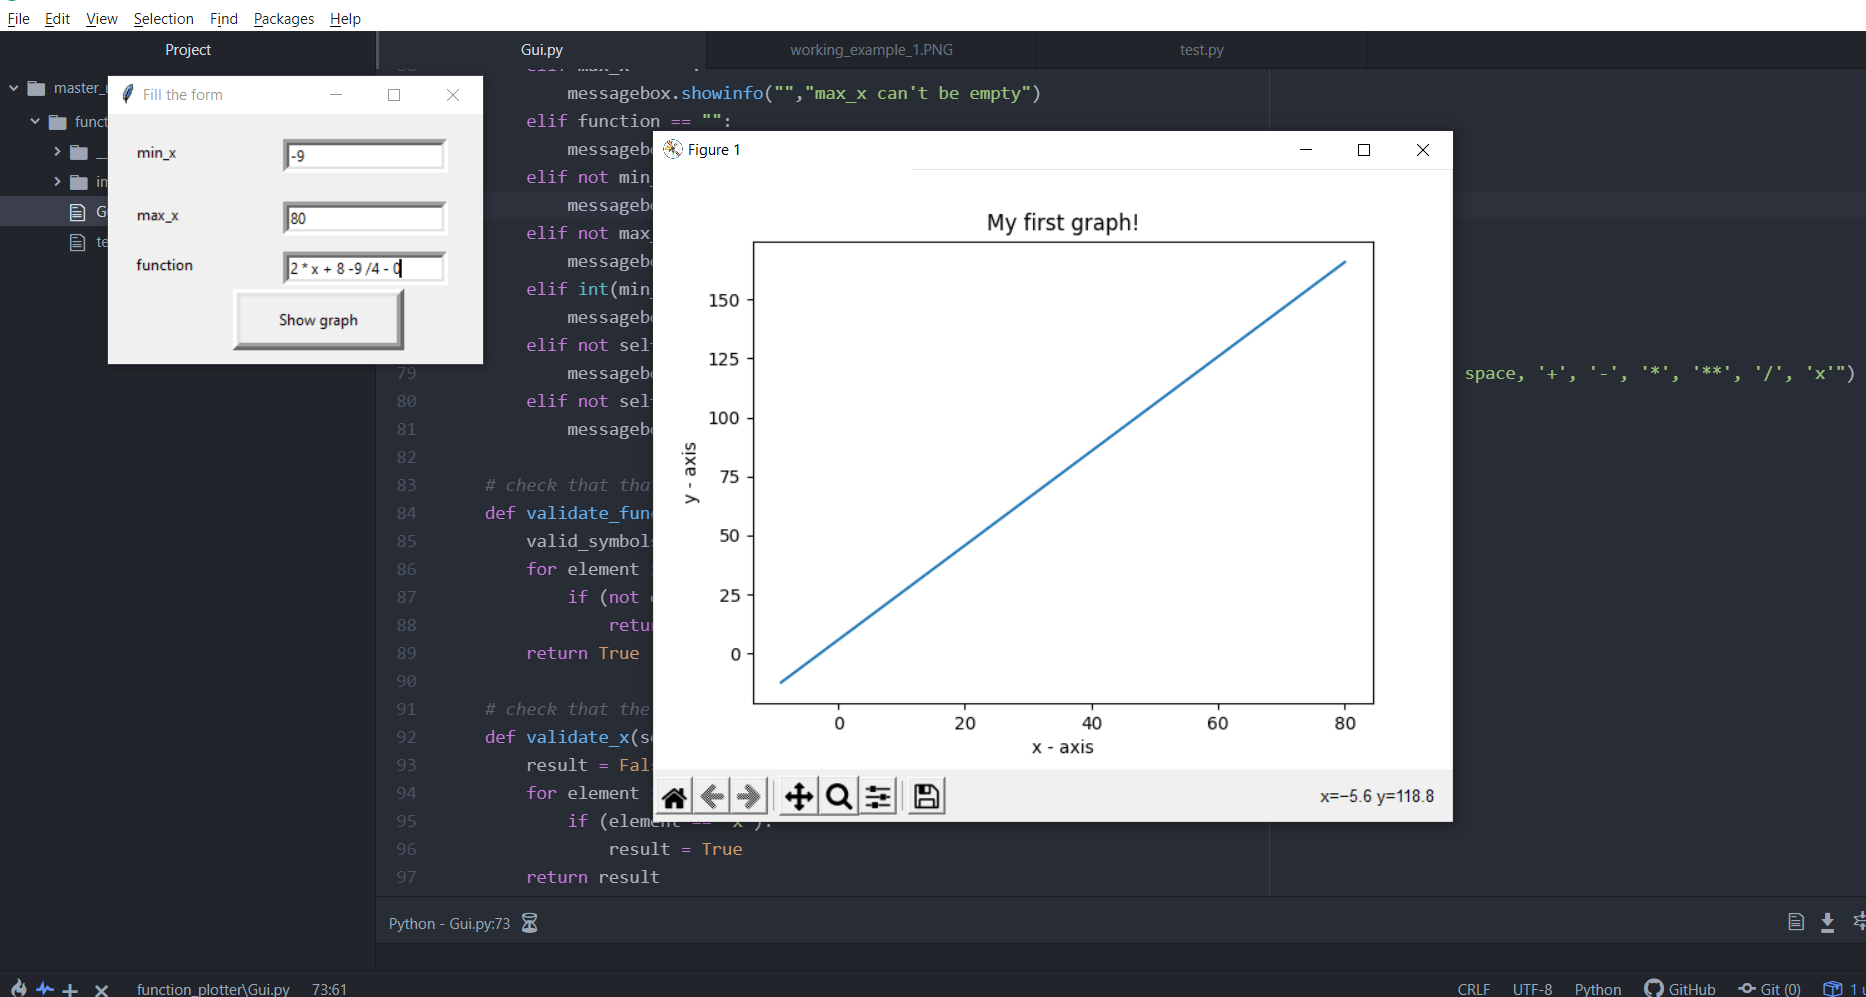 File Edit View Selection Find Packages Help
Project
Gui.py
working_example_1.PNG
test.py
master_
funct
Fill the form
min_x
-9
max_x
80
function
2 * x + 8 -9 /4 - 0
Show graph
messagebox.showinfo("","max_x can't be empty")
elif function == "":
messageb
elif not min_
messageb
elif not max_
messageb
elif int(min_
messageb
elif not sel
79 messageb space, '+', '-', '*', '**', '/', 'x'")
80 elif not sel
81 messageb
82
83 # check that tha
84 def validate_fun
85 valid_symbol
86 for element
87 if (not
88 retu
89 return True
90
91 # check that the
92 def validate_x(s
93 result = Fal
94 for element
95 if (element == 'x'):
96 result = True
97 return result
Figure 1
My first graph!
y - axis
150
125
100
75
50
25
0
0 20 40 60 80
x - axis
x=−5.6 y=118.8
Python - Gui.py:73
function_plotter\Gui.py 73:61
CRLF UTF-8 Python GitHub Git (0) 1